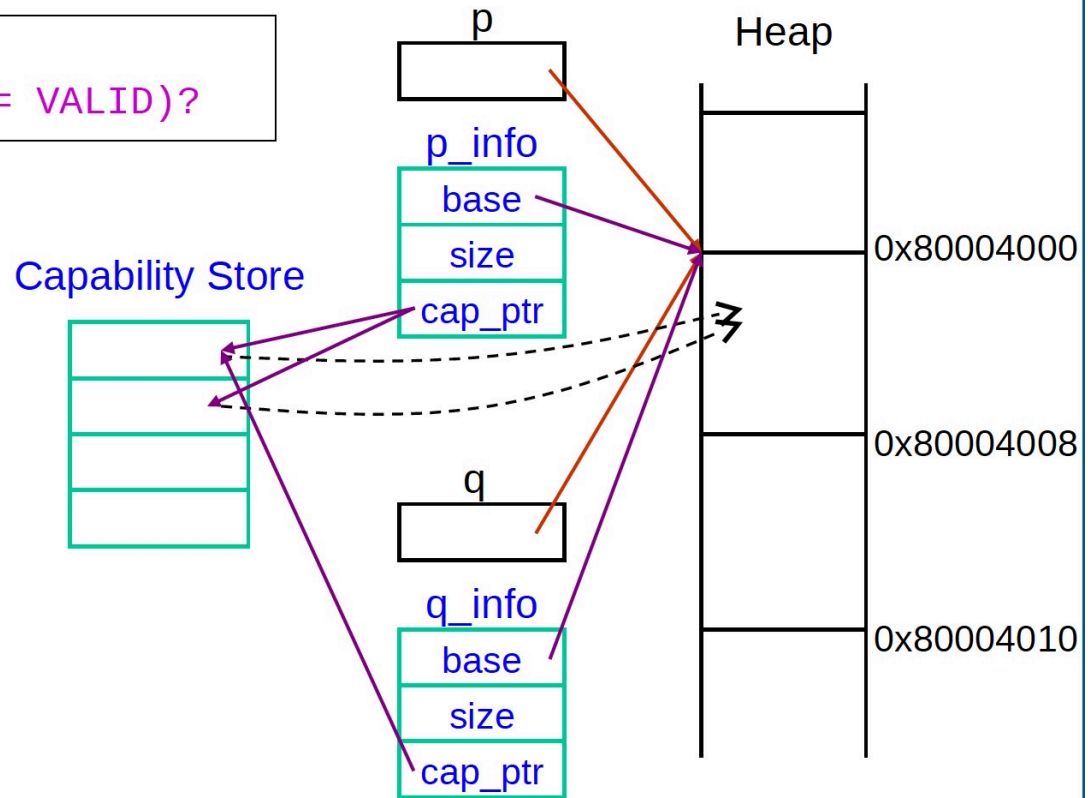 = VALID)?
p
Heap
p_info
base
size
cap_ptr
0x80004000
Capability Store
0x80004008
q
q_info
base
size
cap_ptr
0x80004010